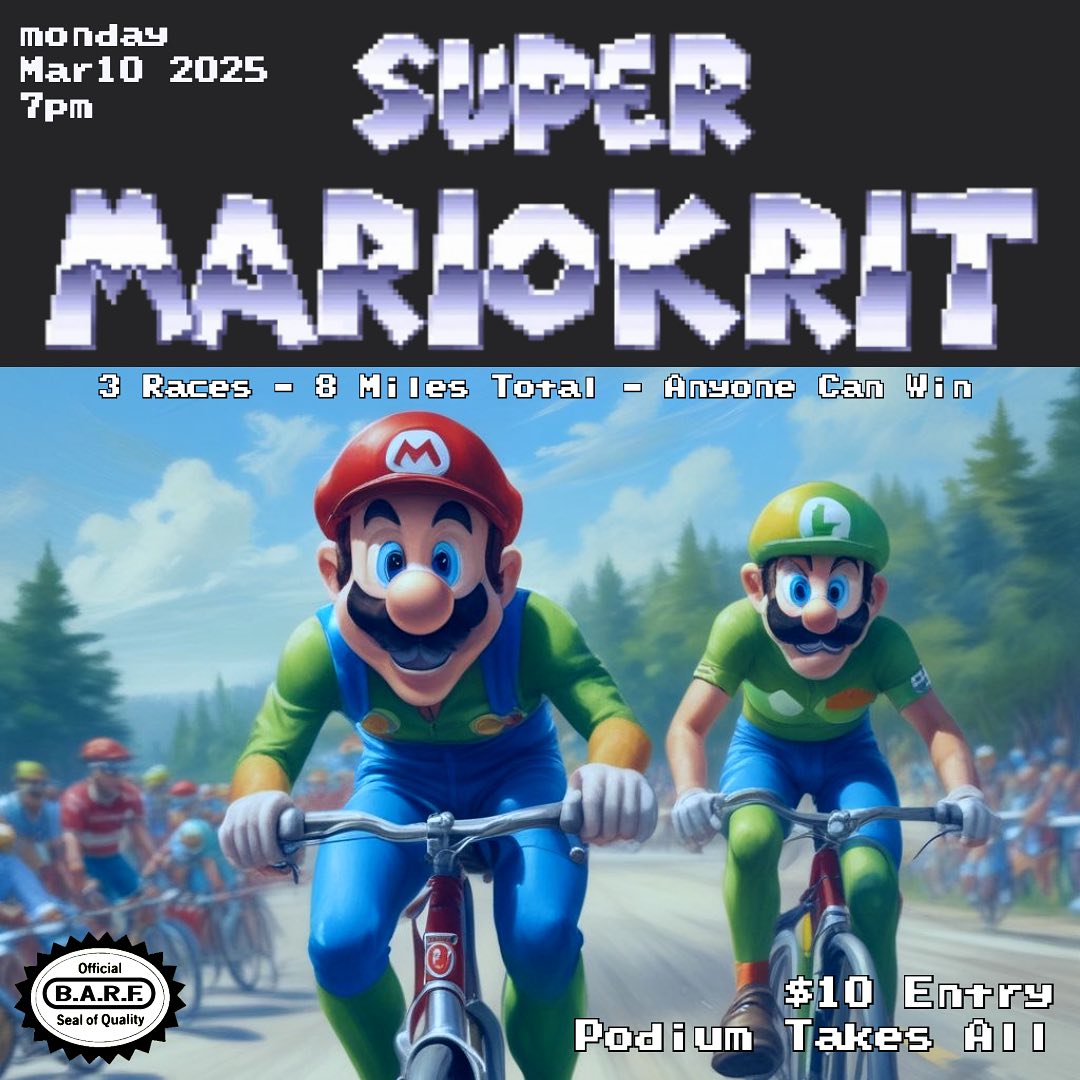 monday
Mar10 2025
7pm
SUPER
MARIOKRIT
3 Races - 8 Miles Total - Anyone Can Win
M
L
Official
B.A.R.F.
Seal of Quality
$10 Entry
Podium Takes All